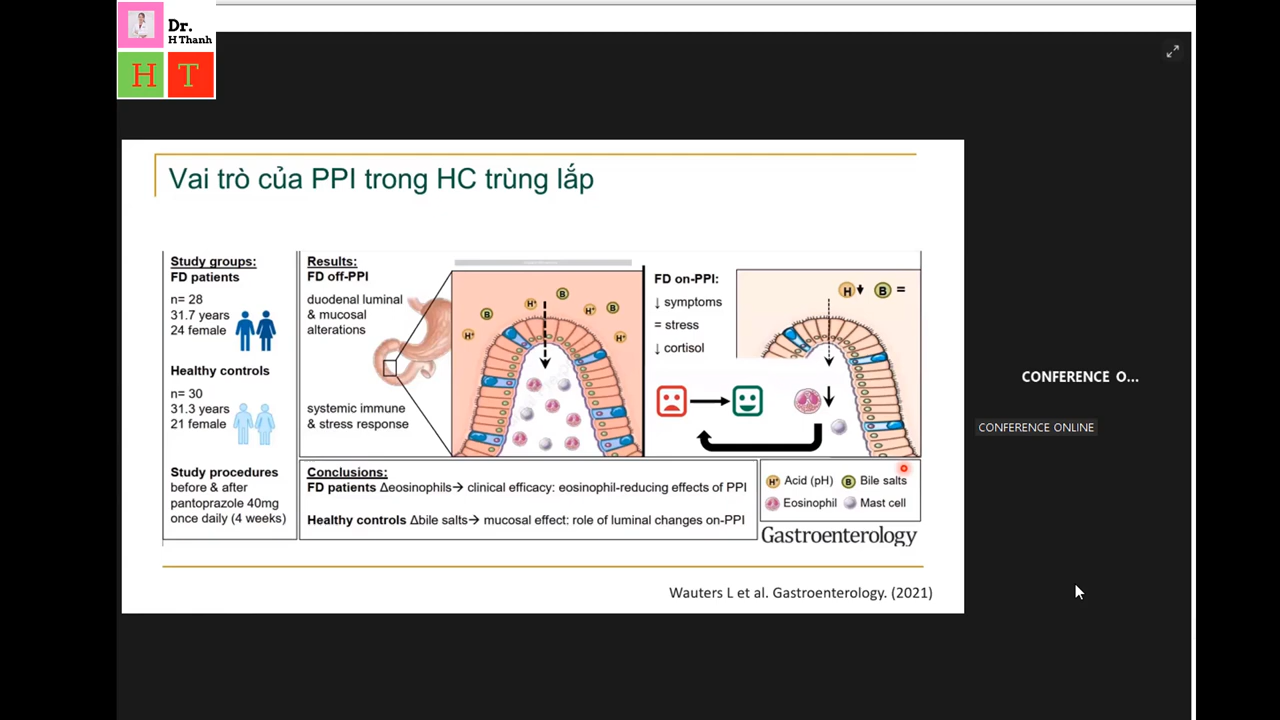 Dr.
H Thanh
H T
Vai trò của PPI trong HC trùng lắp
Study groups:
FD patients
n= 28
31.7 years
24 female
Healthy controls
n= 30
31.3 years
21 female
Study procedures
before & after
pantoprazole 40mg
once daily (4 weeks)
Results:
FD off-PPI
duodenal luminal
& mucosal
alterations
systemic immune
& stress response
H+
B
H+
B
H+
B
H+
FD on-PPI:
↓ symptoms
= stress
↓ cortisol
H ↓ B =
Conclusions:
FD patients Δeosinophils→ clinical efficacy: eosinophil-reducing effects of PPI
Healthy controls Δbile salts→ mucosal effect: role of luminal changes on-PPI
H+ Acid (pH) B Bile salts
Eosinophil Mast cell
Gastroenterology
Wauters L et al. Gastroenterology. (2021)
CONFERENCE O...
CONFERENCE ONLINE